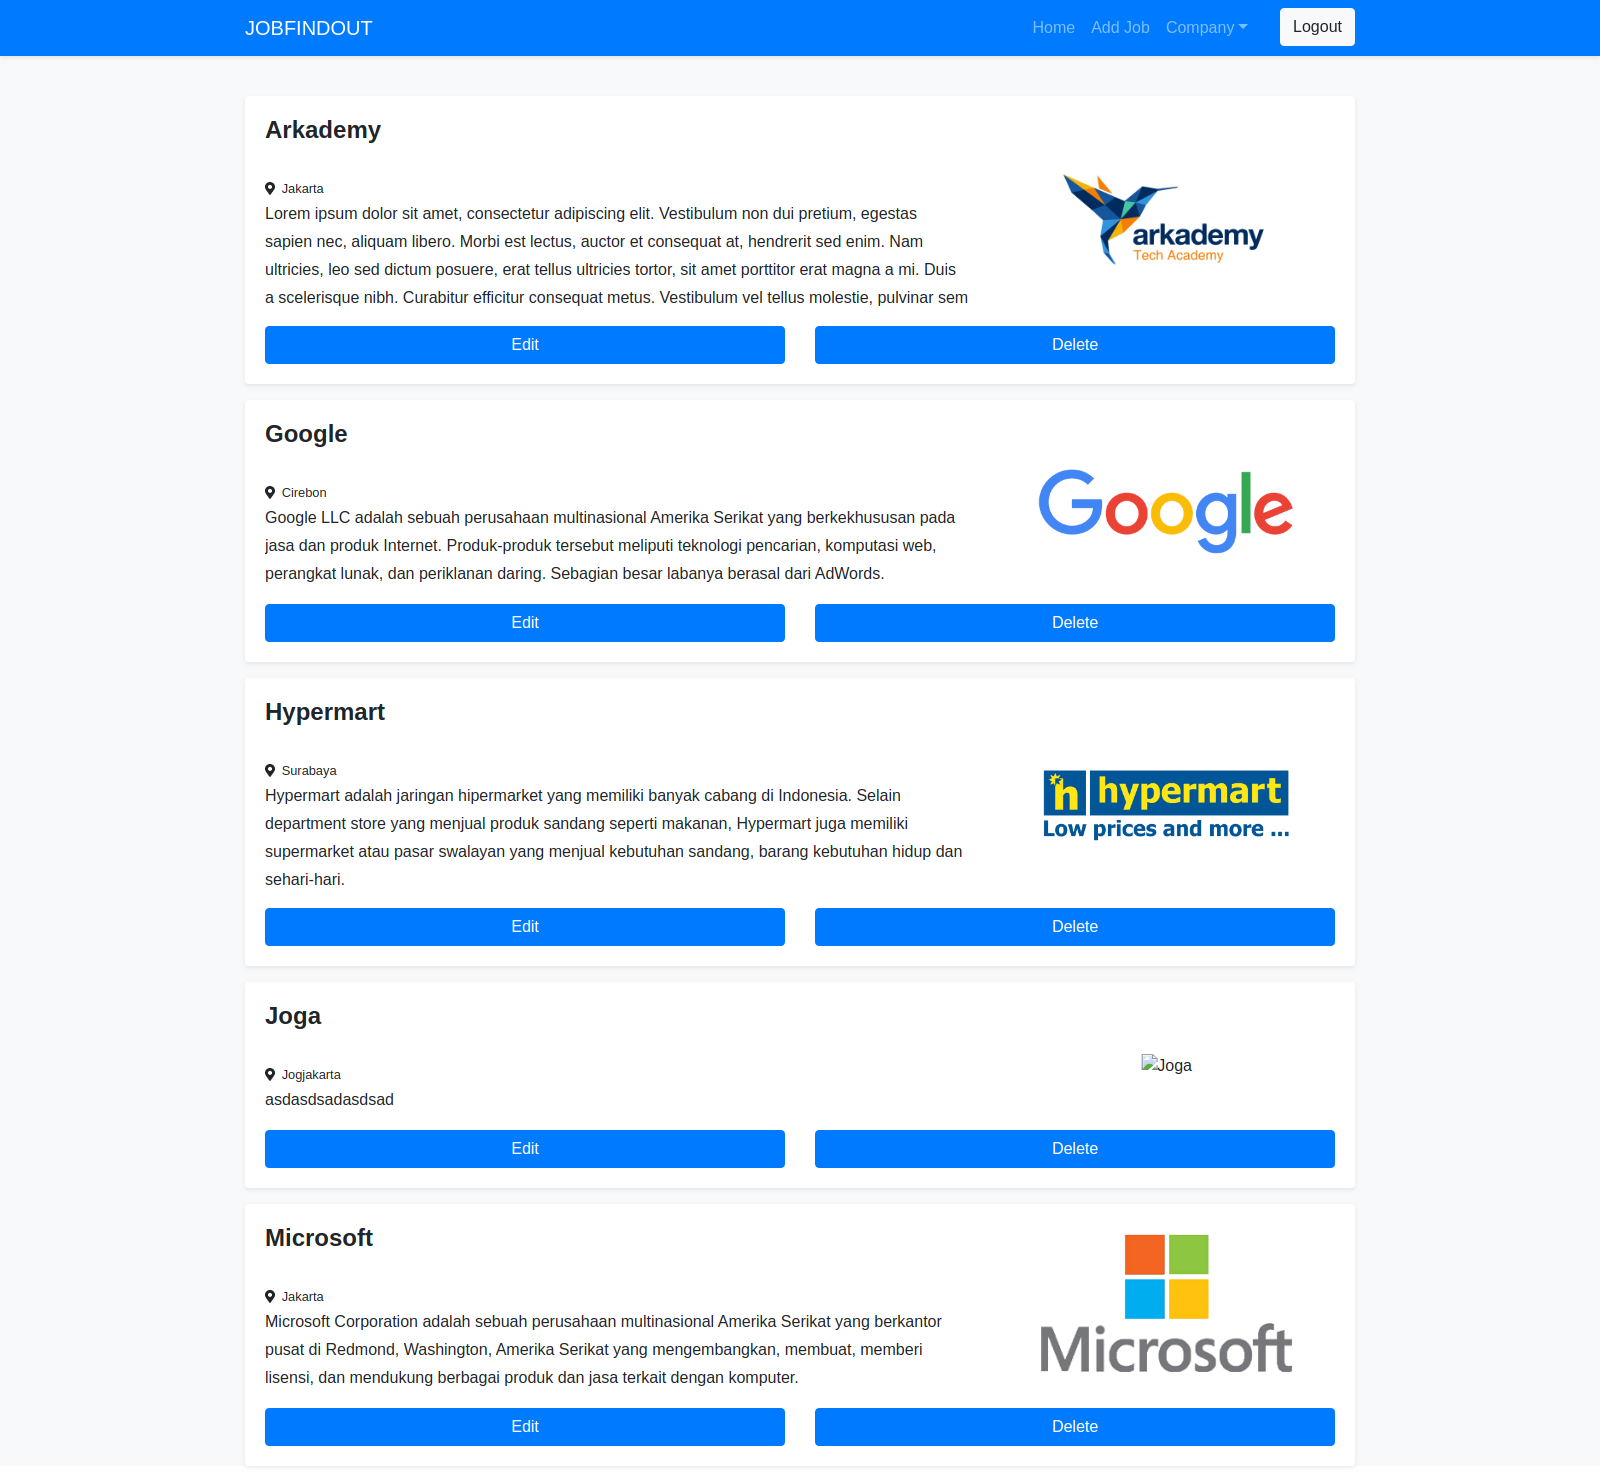 JOBFINDOUT
Home Add Job Company Logout
Arkademy
Jakarta
Lorem ipsum dolor sit amet, consectetur adipiscing elit. Vestibulum non dui pretium, egestas
sapien nec, aliquam libero. Morbi est lectus, auctor et consequat at, hendrerit sed enim. Nam
ultricies, leo sed dictum posuere, erat tellus ultricies tortor, sit amet porttitor erat magna a mi. Duis
a scelerisque nibh. Curabitur efficitur consequat metus. Vestibulum vel tellus molestie, pulvinar sem
arkademy
Tech Academy
Edit Delete
Google
Cirebon
Google LLC adalah sebuah perusahaan multinasional Amerika Serikat yang berkekhususan pada
jasa dan produk Internet. Produk-produk tersebut meliputi teknologi pencarian, komputasi web,
perangkat lunak, dan periklanan daring. Sebagian besar labanya berasal dari AdWords.
Google
Edit Delete
Hypermart
Surabaya
Hypermart adalah jaringan hipermarket yang memiliki banyak cabang di Indonesia. Selain
department store yang menjual produk sandang seperti makanan, Hypermart juga memiliki
supermarket atau pasar swalayan yang menjual kebutuhan sandang, barang kebutuhan hidup dan
sehari-hari.
h hypermart
Low prices and more ...
Edit Delete
Joga
Jogjakarta
asdasdsadasdsad
Joga
Edit Delete
Microsoft
Jakarta
Microsoft Corporation adalah sebuah perusahaan multinasional Amerika Serikat yang berkantor
pusat di Redmond, Washington, Amerika Serikat yang mengembangkan, membuat, memberi
lisensi, dan mendukung berbagai produk dan jasa terkait dengan komputer.
Microsoft
Edit Delete